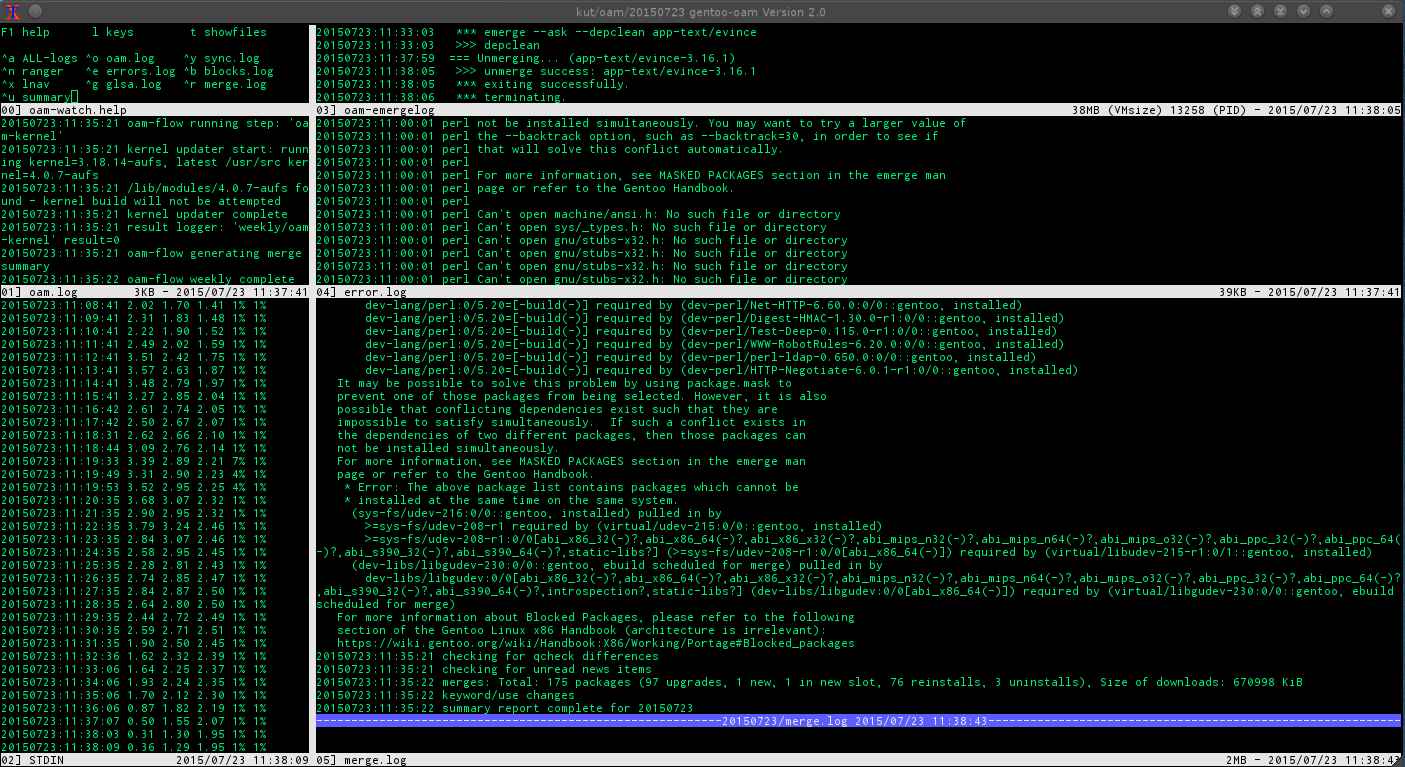 kut/oam/20150723 gentoo-oam Version 2.0
F1 help      l keys        t showfiles
^a ALL-logs ^o oam.log    ^y sync.log
^n ranger   ^e errors.log ^b blocks.log
^x lnav     ^g glsa.log   ^r merge.log
^u summary
00] oam-watch.help
20150723:11:35:21 oam-flow running step: 'oa
m-kernel'
20150723:11:35:21 kernel updater start: runn
ing kernel=3.18.14-aufs, latest /usr/src ker
nel=4.0.7-aufs
20150723:11:35:21 /lib/modules/4.0.7-aufs fo
und - kernel build will not be attempted
20150723:11:35:21 kernel updater complete
20150723:11:35:21 result logger: 'weekly/oam
-kernel' result=0
20150723:11:35:21 oam-flow generating merge
summary
20150723:11:35:22 oam-flow weekly complete
01] oam.log        3KB - 2015/07/23 11:37:41
20150723:11:08:41 2.02 1.70 1.41 1% 1%
20150723:11:09:41 2.31 1.83 1.48 1% 1%
20150723:11:10:41 2.22 1.90 1.52 1% 1%
20150723:11:11:41 2.49 2.02 1.59 1% 1%
20150723:11:12:41 3.51 2.42 1.75 1% 1%
20150723:11:13:41 3.57 2.63 1.87 1% 1%
20150723:11:14:41 3.48 2.79 1.97 1% 1%
20150723:11:15:41 3.27 2.85 2.04 1% 1%
20150723:11:16:42 2.61 2.74 2.05 1% 1%
20150723:11:17:42 2.50 2.67 2.07 1% 1%
20150723:11:18:31 2.62 2.66 2.10 1% 1%
20150723:11:18:44 3.09 2.76 2.14 1% 1%
20150723:11:19:33 3.39 2.89 2.21 7% 1%
20150723:11:19:49 3.31 2.90 2.23 4% 1%
20150723:11:19:53 3.52 2.95 2.25 4% 1%
20150723:11:20:35 3.68 3.07 2.32 1% 1%
20150723:11:21:35 2.90 2.95 2.32 1% 1%
20150723:11:22:35 3.79 3.24 2.46 1% 1%
20150723:11:23:35 2.84 3.07 2.46 1% 1%
20150723:11:24:35 2.58 2.95 2.45 1% 1%
20150723:11:25:35 2.28 2.81 2.43 1% 1%
20150723:11:26:35 2.74 2.85 2.47 1% 1%
20150723:11:27:35 2.84 2.87 2.50 1% 1%
20150723:11:28:35 2.64 2.80 2.50 1% 1%
20150723:11:29:35 2.44 2.72 2.49 1% 1%
20150723:11:30:35 2.59 2.71 2.51 1% 1%
20150723:11:31:35 1.90 2.50 2.45 1% 1%
20150723:11:32:36 1.62 2.32 2.39 1% 1%
20150723:11:33:06 1.64 2.25 2.37 1% 1%
20150723:11:34:06 1.93 2.24 2.35 1% 1%
20150723:11:35:06 1.70 2.12 2.30 1% 1%
20150723:11:36:06 0.87 1.82 2.19 1% 1%
20150723:11:37:07 0.50 1.55 2.07 1% 1%
20150723:11:38:03 0.31 1.30 1.95 1% 1%
20150723:11:38:09 0.36 1.29 1.95 1% 1%
02] STDIN                2015/07/23 11:38:09
20150723:11:33:03   *** emerge --ask --depclean app-text/evince
20150723:11:33:03   >>> depclean
20150723:11:37:59  === Unmerging... (app-text/evince-3.16.1)
20150723:11:38:05   >>> unmerge success: app-text/evince-3.16.1
20150723:11:38:05   *** exiting successfully.
20150723:11:38:06   *** terminating.
03] oam-emergelog    38MB (VMsize) 13258 (PID) - 2015/07/23 11:38:05
20150723:11:00:01 perl not be installed simultaneously. You may want to try a larger value of
20150723:11:00:01 perl the --backtrack option, such as --backtrack=30, in order to see if
20150723:11:00:01 perl that will solve this conflict automatically.
20150723:11:00:01 perl
20150723:11:00:01 perl For more information, see MASKED PACKAGES section in the emerge man
20150723:11:00:01 perl page or refer to the Gentoo Handbook.
20150723:11:00:01 perl
20150723:11:00:01 perl Can't open machine/ansi.h: No such file or directory
20150723:11:00:01 perl Can't open sys/_types.h: No such file or directory
20150723:11:00:01 perl Can't open gnu/stubs-x32.h: No such file or directory
20150723:11:00:01 perl Can't open gnu/stubs-x32.h: No such file or directory
20150723:11:00:01 perl Can't open gnu/stubs-x32.h: No such file or directory
20150723:11:00:01 perl Can't open gnu/stubs-x32.h: No such file or directory
04] error.log    39KB - 2015/07/23 11:37:41
dev-lang/perl:0/5.20=[-build(-)] required by (dev-perl/Net-HTTP-6.60.0:0/0::gentoo, installed)
dev-lang/perl:0/5.20=[-build(-)] required by (dev-perl/Digest-HMAC-1.30.0-r1:0/0::gentoo, installed)
dev-lang/perl:0/5.20=[-build(-)] required by (dev-perl/Test-Deep-0.115.0-r1:0/0::gentoo, installed)
dev-lang/perl:0/5.20=[-build(-)] required by (dev-perl/WWW-RobotRules-6.20.0:0/0::gentoo, installed)
dev-lang/perl:0/5.20=[-build(-)] required by (dev-perl/perl-ldap-0.650.0:0/0::gentoo, installed)
dev-lang/perl:0/5.20=[-build(-)] required by (dev-perl/HTTP-Negotiate-6.0.1-r1:0/0::gentoo, installed)
It may be possible to solve this problem by using package.mask to
prevent one of those packages from being selected. However, it is also
possible that conflicting dependencies exist such that they are
impossible to satisfy simultaneously.  If such a conflict exists in
the dependencies of two different packages, then those packages can
not be installed simultaneously.
For more information, see MASKED PACKAGES section in the emerge man
page or refer to the Gentoo Handbook.
* Error: The above package list contains packages which cannot be
* installed at the same time on the same system.
(sys-fs/udev-216:0/0::gentoo, installed) pulled in by
>=sys-fs/udev-208-r1 required by (virtual/udev-215:0/0::gentoo, installed)
>=sys-fs/udev-208-r1:0/0[abi_x86_32(-)?,abi_x86_64(-)?,abi_x86_x32(-)?,abi_mips_n32(-)?,abi_mips_n64(-)?,abi_mips_o32(-)?,abi_ppc_32(-)?,abi_ppc_64(
-)?,abi_s390_32(-)?,abi_s390_64(-)?,static-libs?] (>=sys-fs/udev-208-r1:0/0[abi_x86_64(-)]) required by (virtual/libudev-215-r1:0/1::gentoo, installed)
(dev-libs/libgudev-230:0/0::gentoo, ebuild scheduled for merge) pulled in by
dev-libs/libgudev:0/0[abi_x86_32(-)?,abi_x86_64(-)?,abi_x86_x32(-)?,abi_mips_n32(-)?,abi_mips_n64(-)?,abi_mips_o32(-)?,abi_ppc_32(-)?,abi_ppc_64(-)?
,abi_s390_32(-)?,abi_s390_64(-)?,introspection?,static-libs?] (dev-libs/libgudev:0/0[abi_x86_64(-)]) required by (virtual/libgudev-230:0/0::gentoo, ebuild
scheduled for merge)
For more information about Blocked Packages, please refer to the following
section of the Gentoo Linux x86 Handbook (architecture is irrelevant):
https://wiki.gentoo.org/wiki/Handbook:X86/Working/Portage#Blocked_packages
20150723:11:35:21 checking for qcheck differences
20150723:11:35:21 checking for unread news items
20150723:11:35:22 merges: Total: 175 packages (97 upgrades, 1 new, 1 in new slot, 76 reinstalls, 3 uninstalls), Size of downloads: 670998 KiB
20150723:11:35:22 keyword/use changes
20150723:11:35:22 summary report complete for 20150723
20150723/merge.log 2015/07/23 11:38:43
05] merge.log    2MB - 2015/07/23 11:38:43